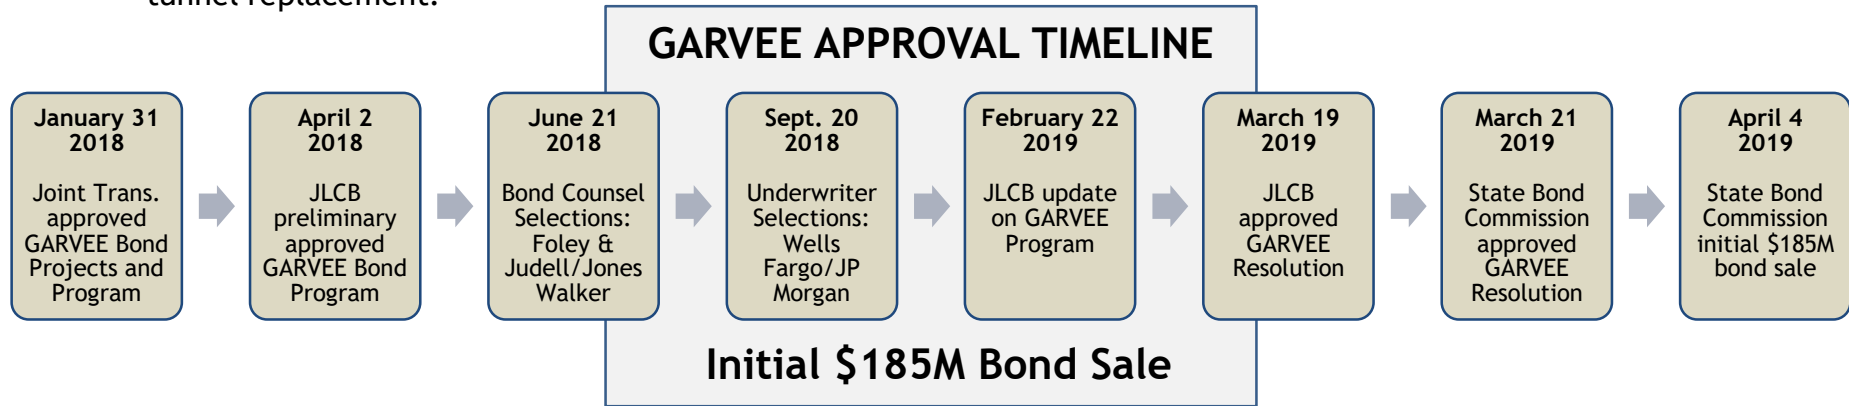 tunnel replacement.
GARVEE APPROVAL TIMELINE
January 31
2018
Joint Trans.
approved
GARVEE Bond
Projects and
Program
April 2
2018
JLCB
preliminary
approved
GARVEE Bond
Program
June 21
2018
Bond Counsel
Selections:
Foley &
Judell/Jones
Walker
Sept. 20
2018
Underwriter
Selections:
Wells
Fargo/JP
Morgan
February 22
2019
JLCB update
on GARVEE
Program
March 19
2019
JLCB
approved
GARVEE
Resolution
March 21
2019
State Bond
Commission
approved
GARVEE
Resolution
April 4
2019
State Bond
Commission
initial $185M
bond sale
Initial $185M Bond Sale